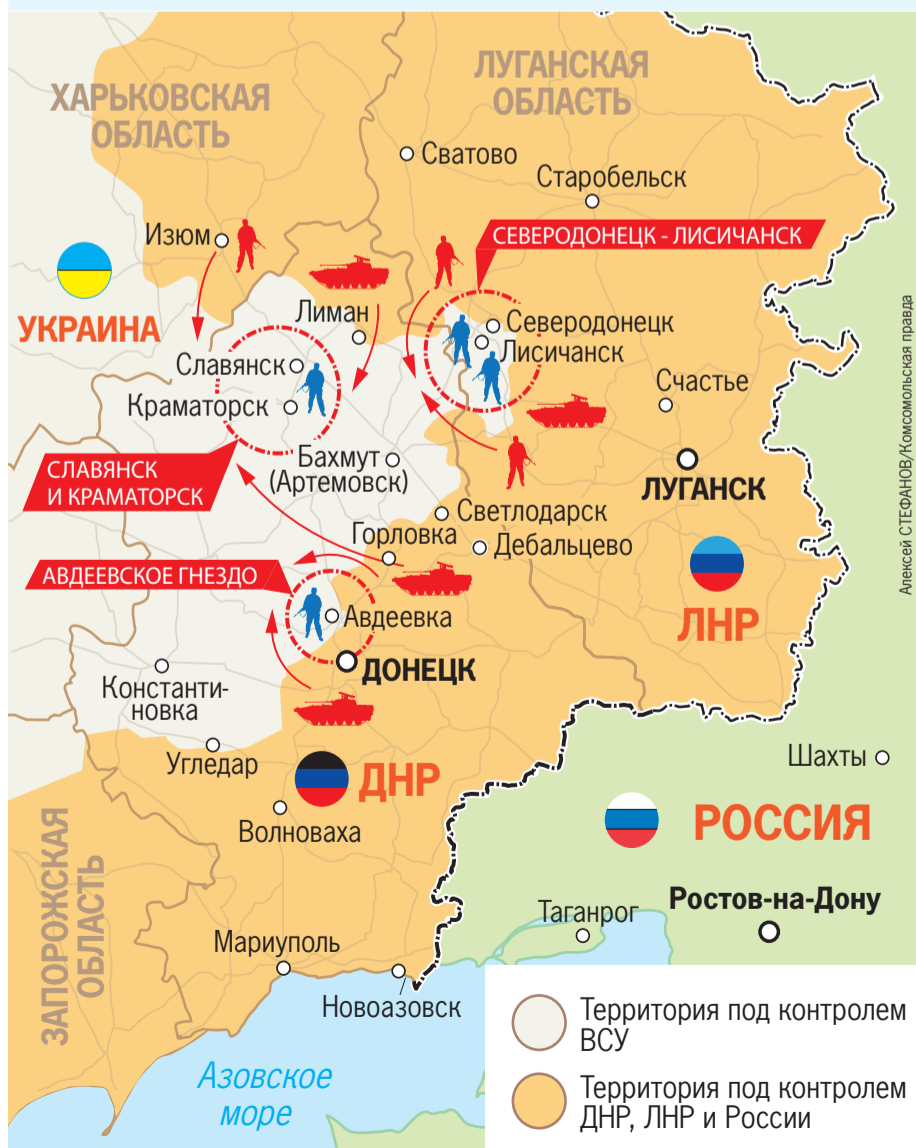 ХАРЬКОВСКАЯ
ОБЛАСТЬ
ЛУГАНСКАЯ
ОБЛАСТЬ
Сватово
Старобельск
Изюм
СЕВЕРОДОНЕЦК - ЛИСИЧАНСК
УКРАИНА
Лиман
Северодонецк
Лисичанск
Славянск
Краматорск
Счастье
СЛАВЯНСК
И КРАМАТОРСК
Бахмут
(Артемовск)
ЛУГАНСК
Светлодарск
Горловка
Дебальцево
АВДЕЕВСКОЕ ГНЕЗДО
Авдеевка
ЛНР
ДОНЕЦК
Константи-
новка
Угледар
ДНР
Шахты
Волноваха
РОССИЯ
ЗАПОРОЖСКАЯ
ОБЛАСТЬ
Ростов-на-Дону
Таганрог
Мариуполь
Новоазовск
Азовское
море
Территория под контролем
ВСУ
Территория под контролем
ДНР, ЛНР и России
Алексей СТЕФАНОВ/Комсомольская правда